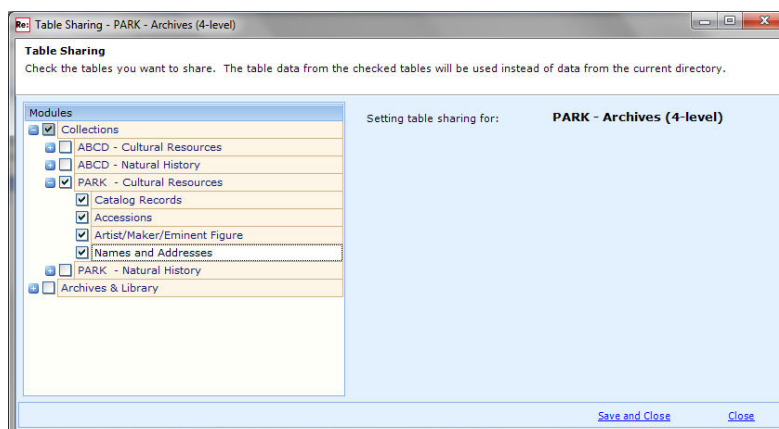 Re: Table Sharing - PARK - Archives (4-level)
Table Sharing
Check the tables you want to share. The table data from the checked tables will be used instead of data from the current directory.
Modules
Collections
ABCD - Cultural Resources
ABCD - Natural History
PARK - Cultural Resources
Catalog Records
Accessions
Artist/Maker/Eminent Figure
Names and Addresses
PARK - Natural History
Archives & Library
Setting table sharing for: PARK - Archives (4-level)
Save and Close Close